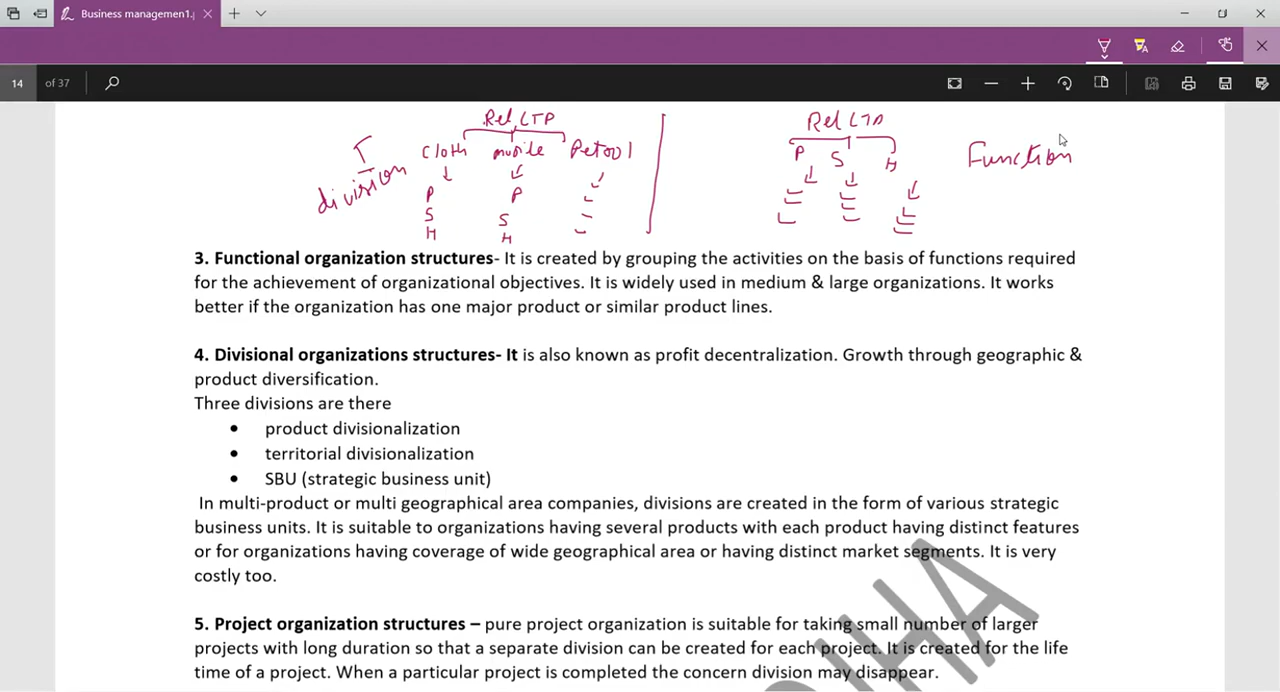 Business management1.p
14 of 37
Rel LTP
Rel LTD
cloth mobile Petrol
P S H
Function
division
P P
S S
H H
3. Functional organization structures- It is created by grouping the activities on the basis of functions required
for the achievement of organizational objectives. It is widely used in medium & large organizations. It works
better if the organization has one major product or similar product lines.
4. Divisional organizations structures- It is also known as profit decentralization. Growth through geographic &
product diversification.
Three divisions are there
• product divisionalization
• territorial divisionalization
• SBU (strategic business unit)
In multi-product or multi geographical area companies, divisions are created in the form of various strategic
business units. It is suitable to organizations having several products with each product having distinct features
or for organizations having coverage of wide geographical area or having distinct market segments. It is very
costly too.
5. Project organization structures – pure project organization is suitable for taking small number of larger
projects with long duration so that a separate division can be created for each project. It is created for the life
time of a project. When a particular project is completed the concern division may disappear.